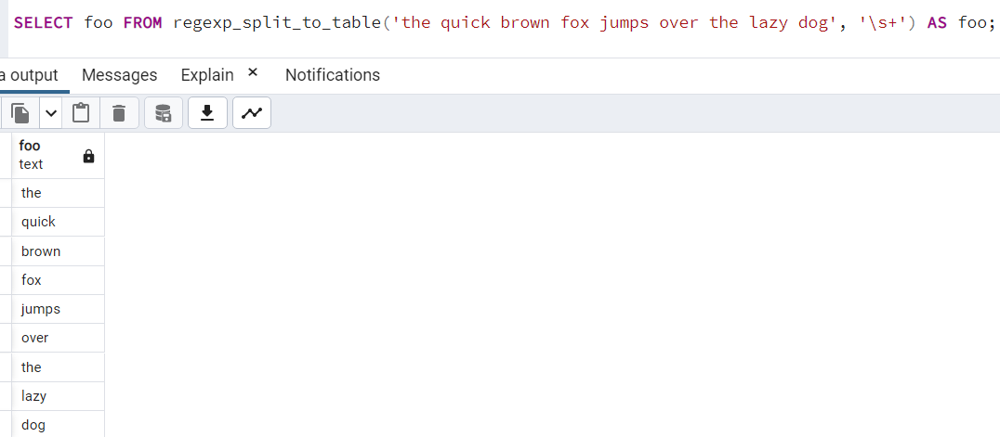 SELECT foo FROM regexp_split_to_table('the quick brown fox jumps over the lazy dog', '\s+') AS foo;
a output Messages Explain × Notifications
foo
text
the
quick
brown
fox
jumps
over
the
lazy
dog